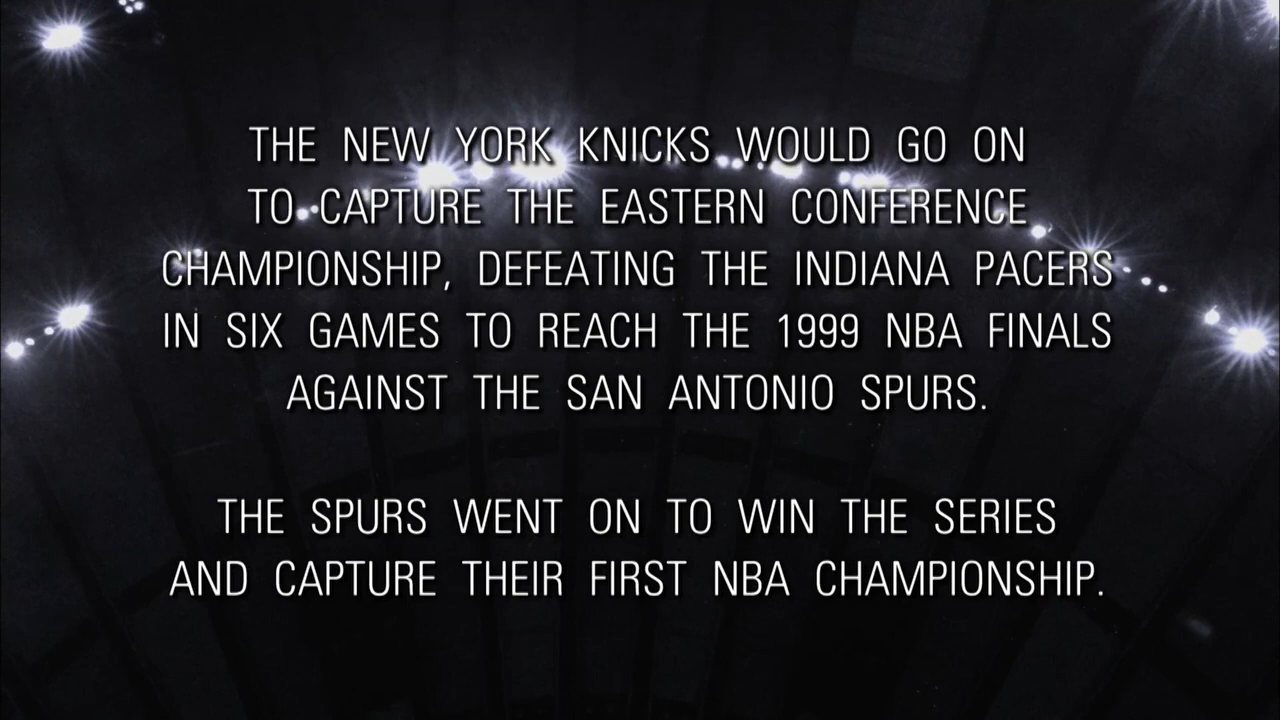 THE NEW YORK KNICKS WOULD GO ON
TO CAPTURE THE EASTERN CONFERENCE
CHAMPIONSHIP, DEFEATING THE INDIANA PACERS
IN SIX GAMES TO REACH THE 1999 NBA FINALS
AGAINST THE SAN ANTONIO SPURS.
THE SPURS WENT ON TO WIN THE SERIES
AND CAPTURE THEIR FIRST NBA CHAMPIONSHIP.